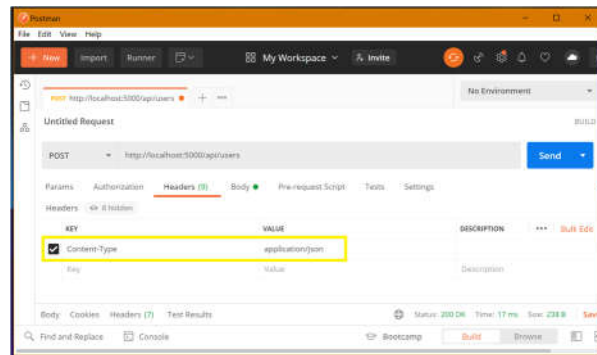 Postman
File Edit View Help
New Import Runner My Workspace Invite
POST http://localhost:5000/api/users No Environment
Untitled Request BUILD
POST http://localhost:5000/api/users Send
Params Authorization Headers (9) Body Pre-request Script Tests Settings
Headers 8 hidden
KEY VALUE DESCRIPTION Bulk Edit
Content-Type application/json
Key Value Description
Body Cookies Headers (7) Test Results Status: 200 OK Time: 17 ms Size: 238 B Sav
Find and Replace Console Bootcamp Build Browse